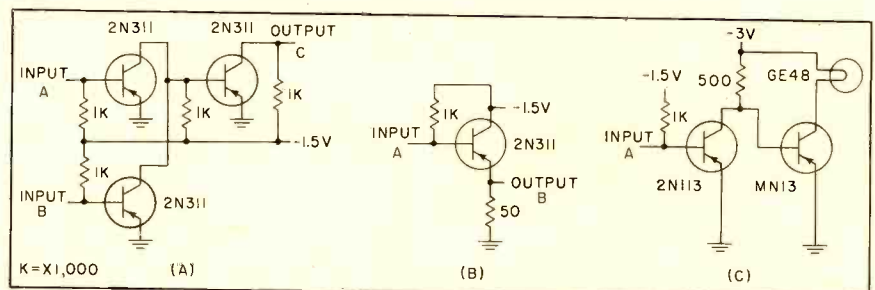 2N311
2N311
OUTPUT
C
INPUT
A
1K
1K
1K
-1.5V
1K
INPUT
B
2N311
K=X1,000
(A)
1K
-1.5V
INPUT
A
2N311
OUTPUT
B
50
(B)
-3V
-1.5V
500
GE48
1K
INPUT
A
2N113
MN13
(C)